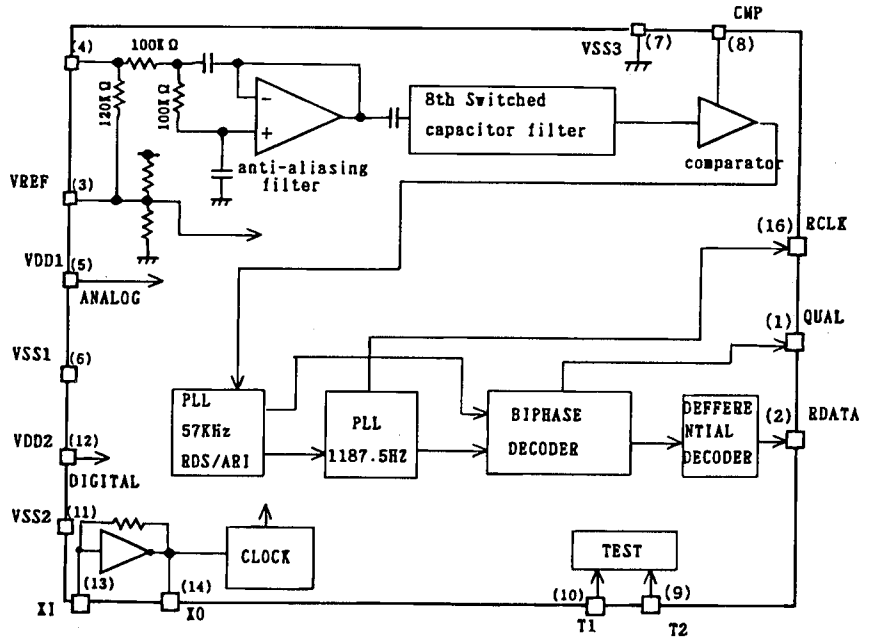 CMP
(4)
100KΩ
VSS3
(7)
(8)
120KΩ
100KΩ
-
+
8th Switched
capacitor filter
anti-aliasing
filter
comparator
VREF
(3)
(16)
RCLK
VDD1
(5)
ANALOG
(1)
QUAL
VSS1
(6)
PLL
57KHz
RDS/ARI
PLL
1187.5HZ
BIPHASE
DECODER
DEFFERE
NTIAL
DECODER
(2)
RDATA
VDD2
(12)
DIGITAL
VSS2
(11)
CLOCK
TEST
(13)
(14)
(10)
(9)
XI
XO
T1
T2